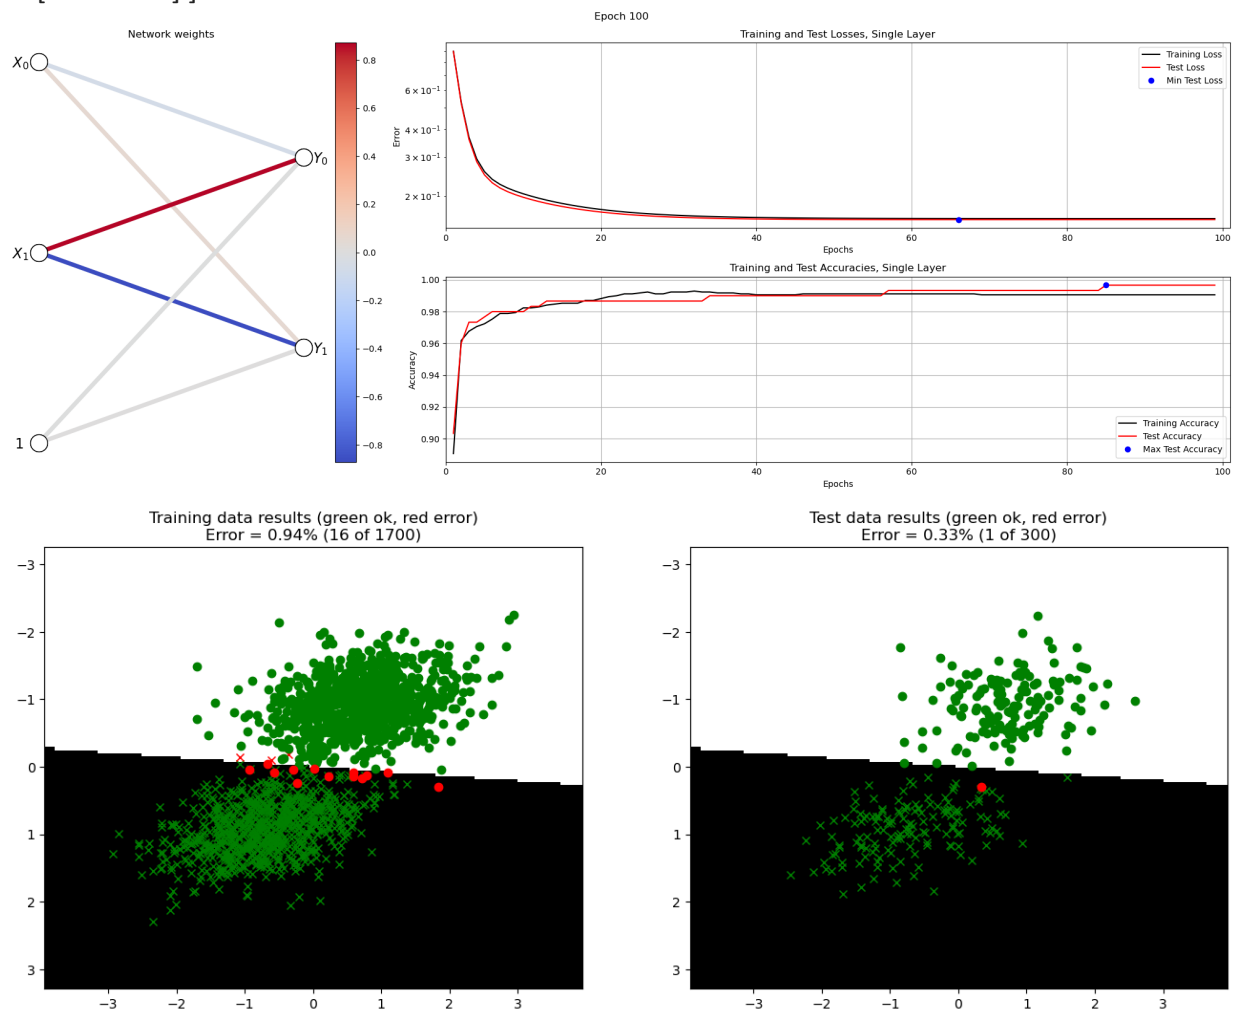 Epoch 100
Network weights
X0
X1
1
Y0
Y1
0.8
0.6
0.4
0.2
0.0
−0.2
−0.4
−0.6
−0.8
Training and Test Losses, Single Layer
Training Loss
Test Loss
Min Test Loss
6 × 10⁻¹
4 × 10⁻¹
3 × 10⁻¹
2 × 10⁻¹
Error
0 20 40 60 80 100
Epochs
Training and Test Accuracies, Single Layer
1.00
0.98
0.96
0.94
0.92
0.90
Accuracy
Training Accuracy
Test Accuracy
Max Test Accuracy
0 20 40 60 80 100
Epochs
Training data results (green ok, red error)
Error = 0.94% (16 of 1700)
−3
−2
−1
0
1
2
3
−3 −2 −1 0 1 2 3
Test data results (green ok, red error)
Error = 0.33% (1 of 300)
−3
−2
−1
0
1
2
3
−3 −2 −1 0 1 2 3